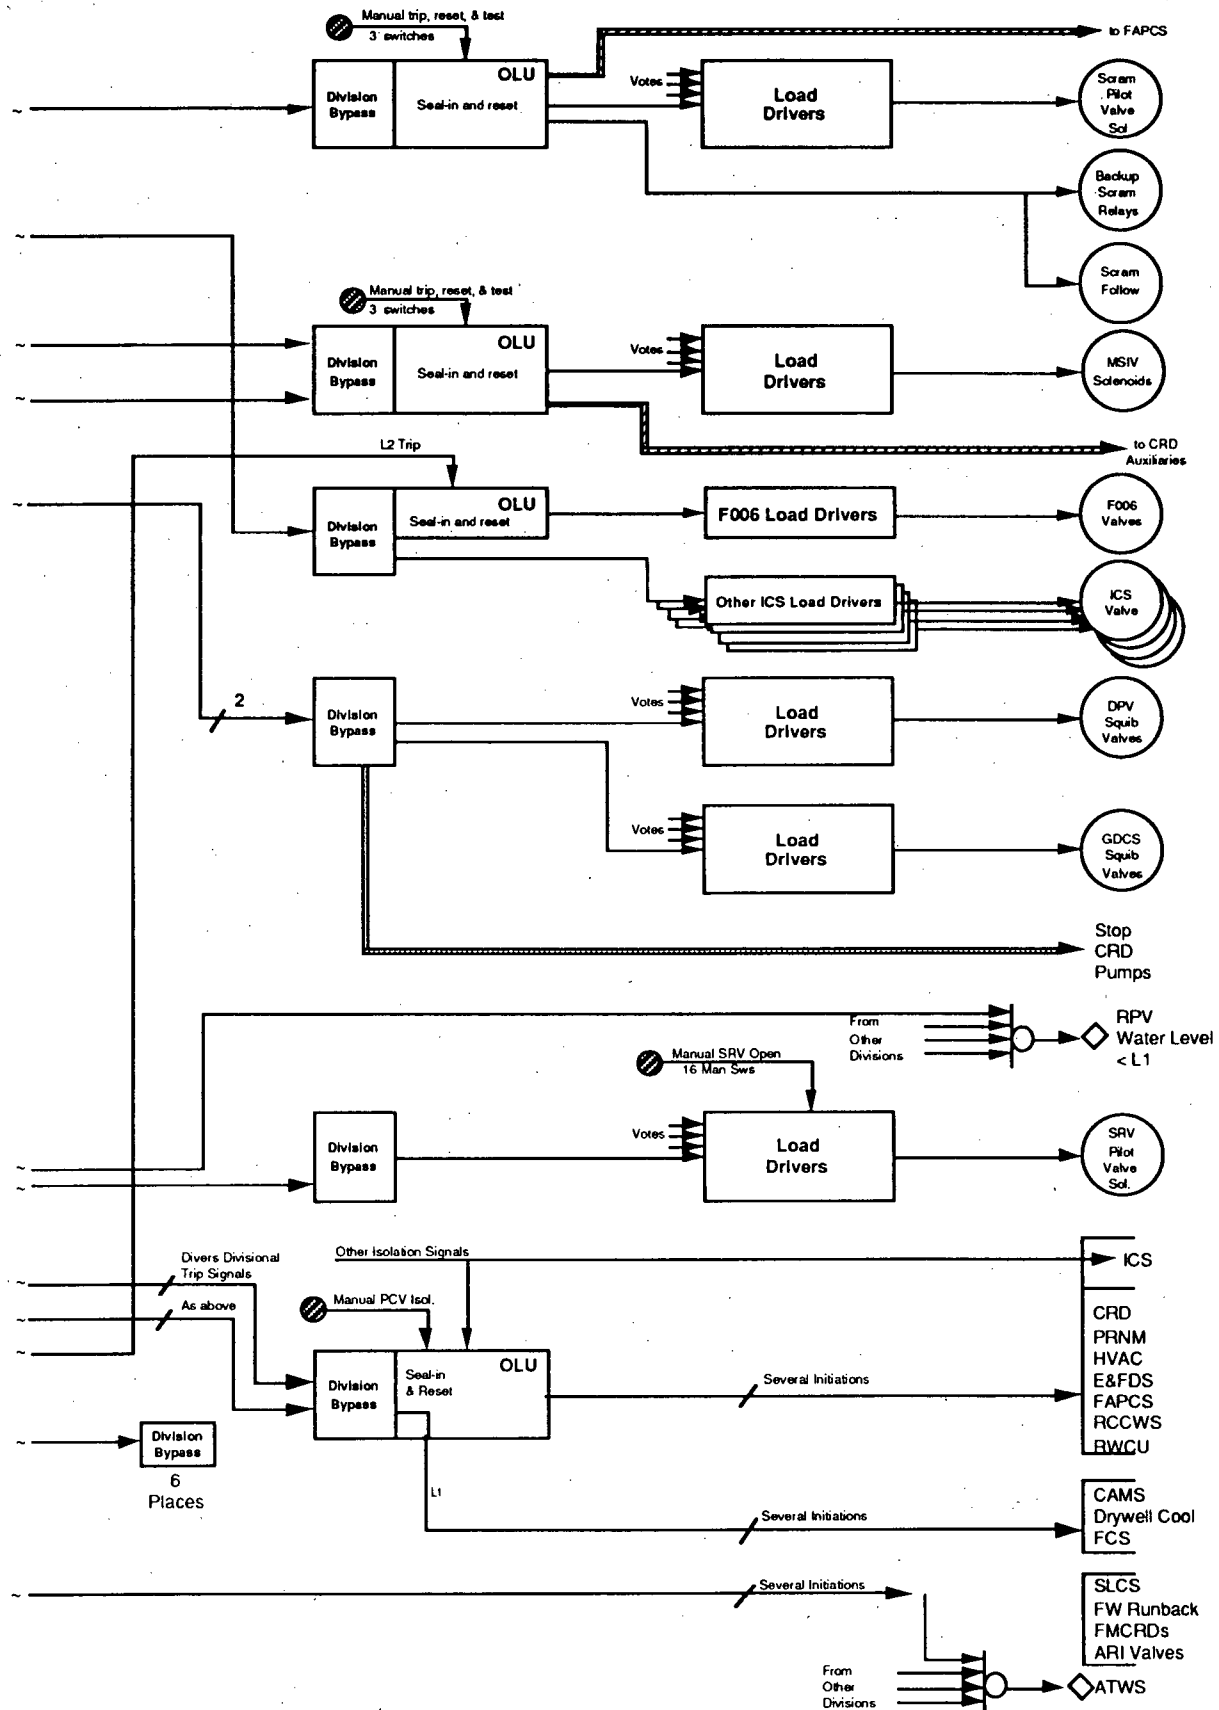 Manual trip, reset, & test
3 switches
to FAPCS
OLU
Division
Bypass
Seal-in and reset
Votes
Load
Drivers
Scram
Pilot
Valve
Sol
Backup
Scram
Relays
Scram
Follow
Manual trip, reset, & test
3 switches
OLU
Division
Bypass
Seal-in and reset
Votes
Load
Drivers
MSIV
Solenoids
L2 Trip
to CRD
Auxiliaries
OLU
Division
Bypass
Seal-in and reset
F006 Load Drivers
F006
Valves
Other ICS Load Drivers
ICS
Valve
2
Division
Bypass
Votes
Load
Drivers
DPV
Squib
Valves
Votes
Load
Drivers
GDCS
Squib
Valves
Stop
CRD
Pumps
From
Other
Divisions
RPV
Water Level
< L1
Manual SRV Open
16 Man Sws
Division
Bypass
Votes
Load
Drivers
SRV
Pilot
Valve
Sol.
Divers Divisional
Trip Signals
Other Isolation Signals
ICS
As above
Manual PCV Isol.
OLU
Division
Bypass
Seal-in
& Reset
Several Initiations
CRD
PRNM
HVAC
E&FDS
FAPCS
RCCWS
RWCU
Division
Bypass
6
Places
L1
Several Initiations
CAMS
Drywell Cool
FCS
Several Initiations
SLCS
FW Runback
FMCRDs
ARI Valves
From
Other
Divisions
ATWS